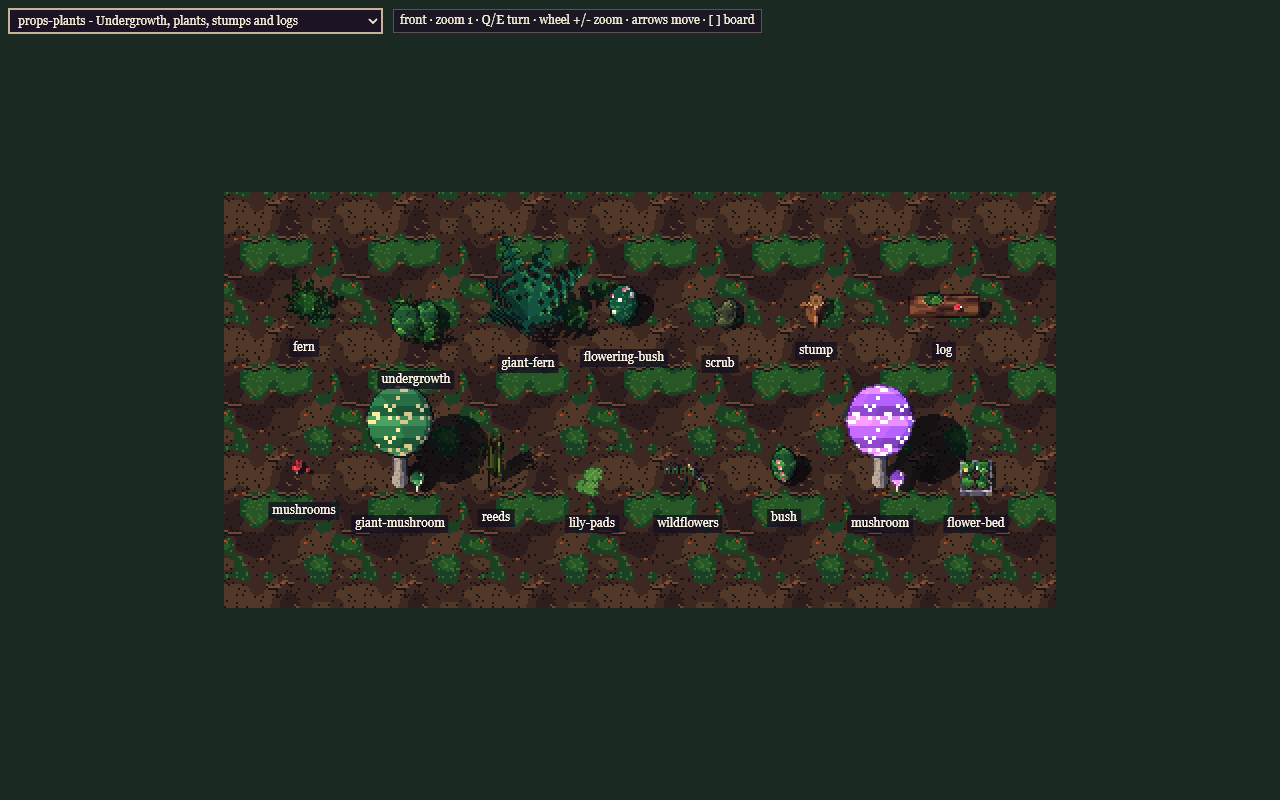 props-plants - Undergrowth, plants, stumps and logs
front · zoom 1 · Q/E turn · wheel +/- zoom · arrows move · [ ] board
fern
undergrowth
giant-fern
flowering-bush
scrub
stump
log
mushrooms
giant-mushroom
reeds
lily-pads
wildflowers
bush
mushroom
flower-bed